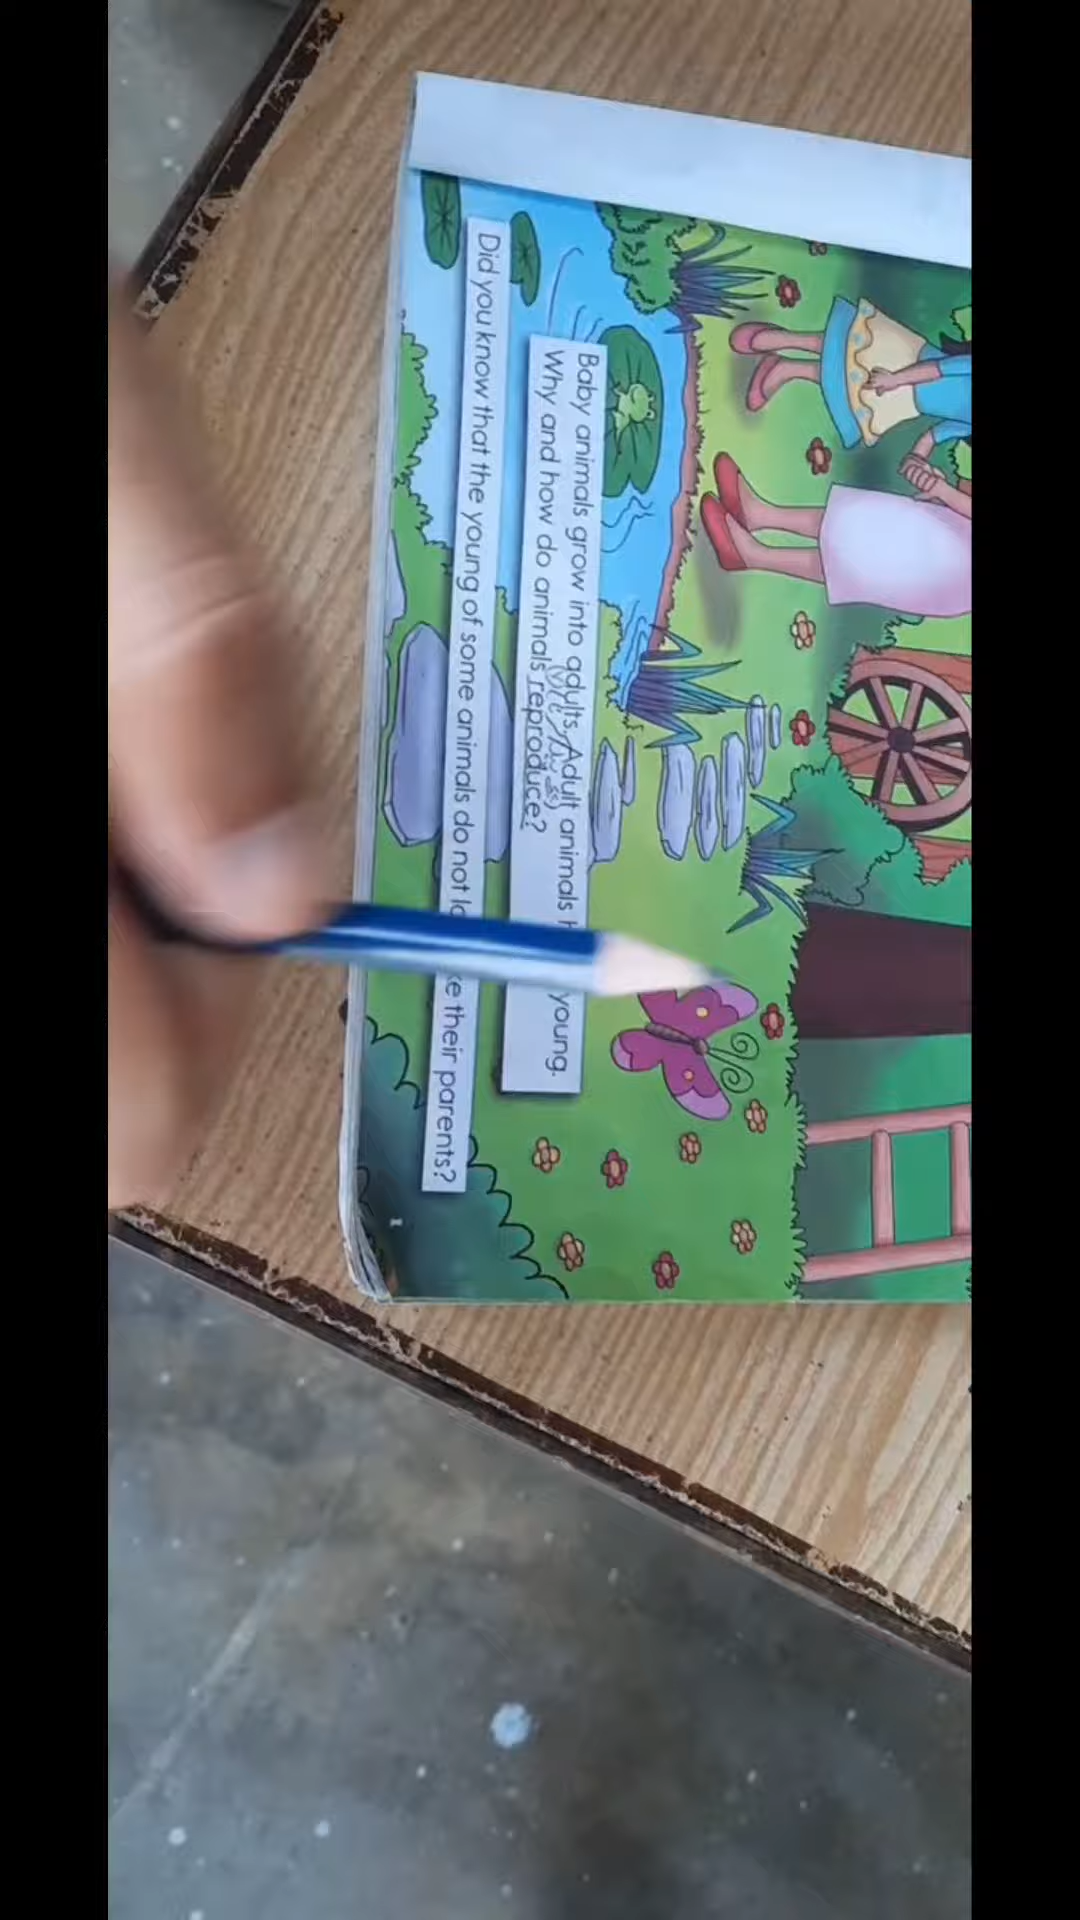 Baby animals grow into adults. Adult animals young.
Why and how do animals reproduce?
Did you know that the young of some animals do not their parents?